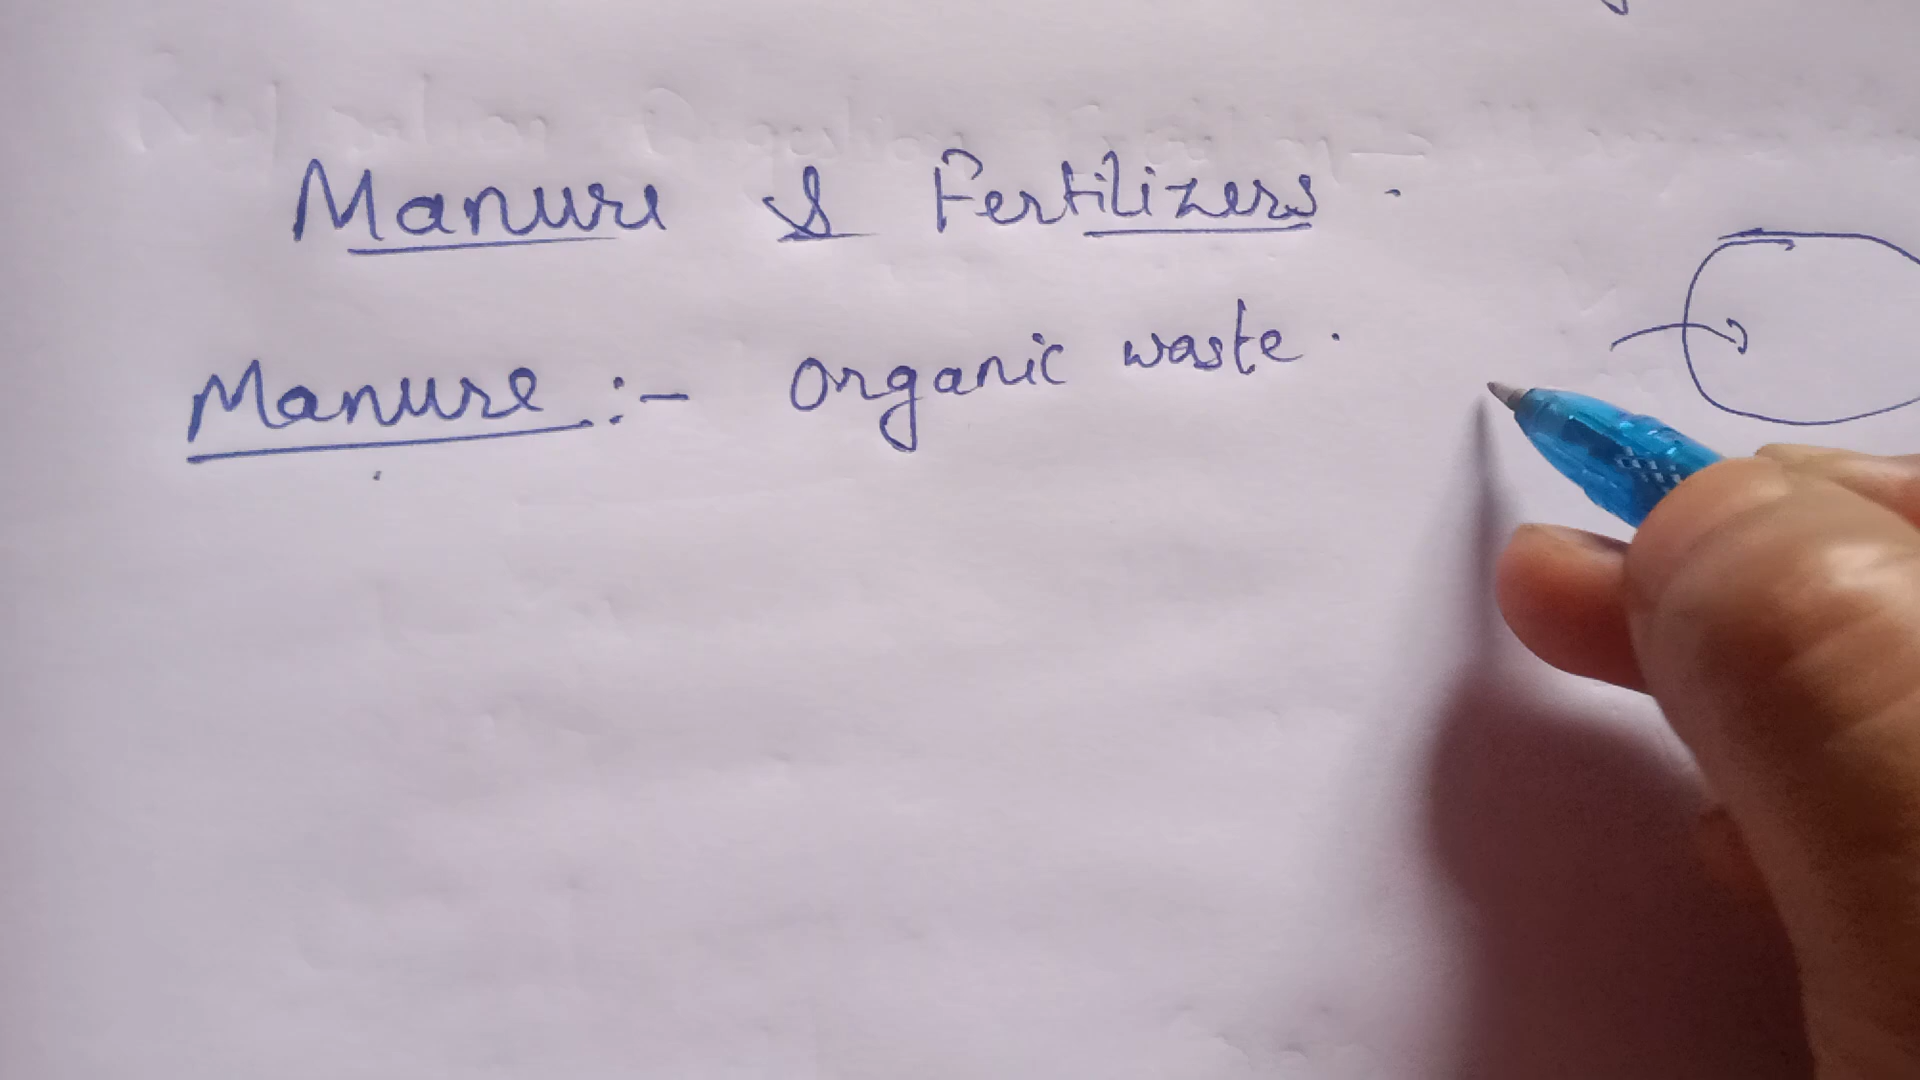 Manure & Fertilizers.
Manure :- Organic waste.